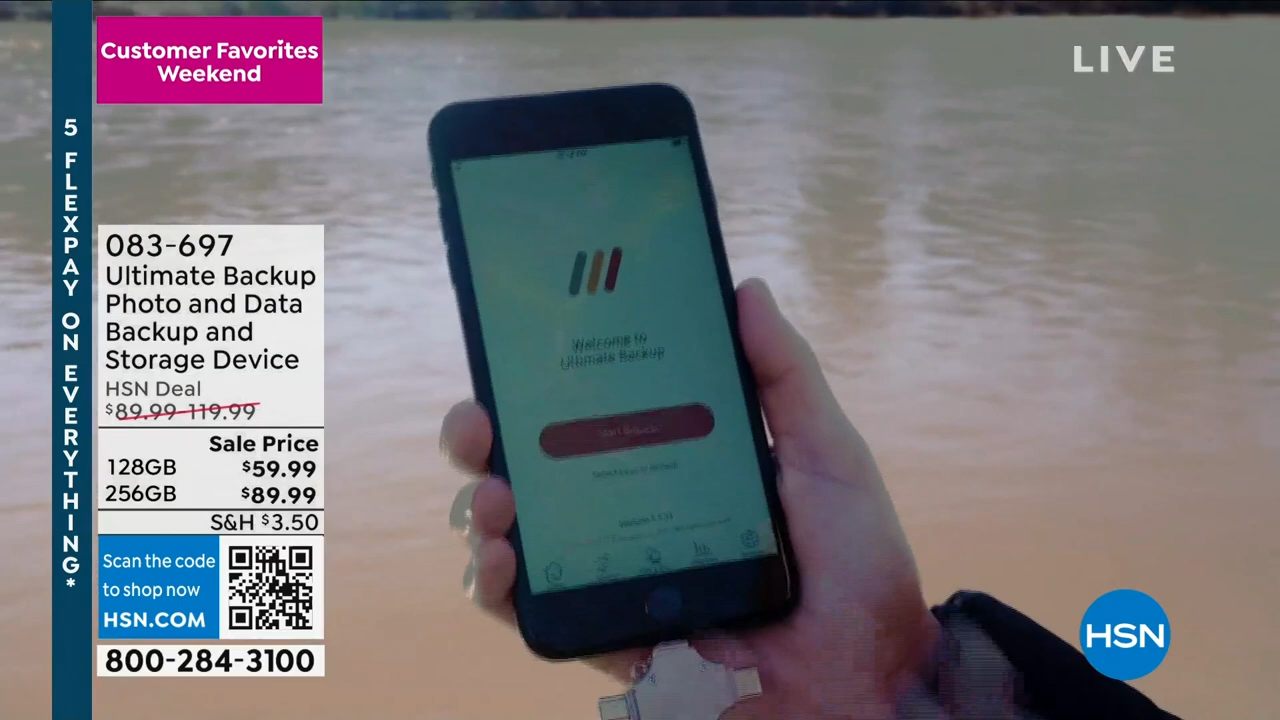 Customer Favorites
Weekend
LIVE
5 FLEXPAY ON EVERYTHING*
083-697
Ultimate Backup
Photo and Data
Backup and
Storage Device
HSN Deal
$89.99-119.99
Sale Price
128GB $59.99
256GB $89.99
S&H $3.50
Scan the code
to shop now
HSN.COM
800-284-3100
Welcome to
Ultimate Backup
HSN